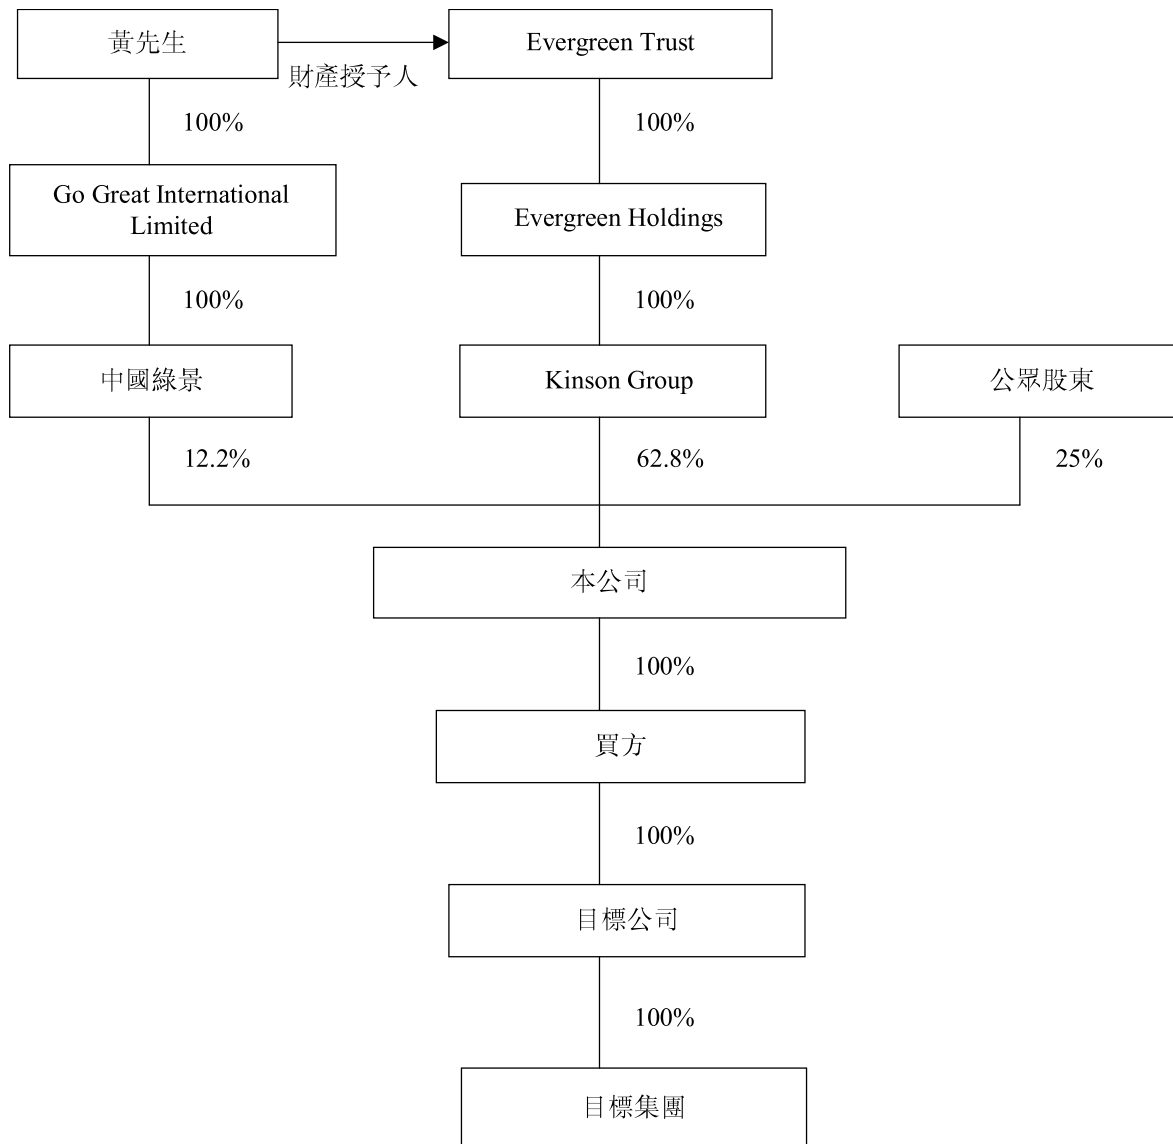 黃先生
Evergreen Trust
財產授予人
100%
100%
Go Great International
Limited
Evergreen Holdings
100%
100%
中國綠景
Kinson Group
公眾股東
12.2%
62.8%
25%
本公司
100%
買方
100%
目標公司
100%
目標集團